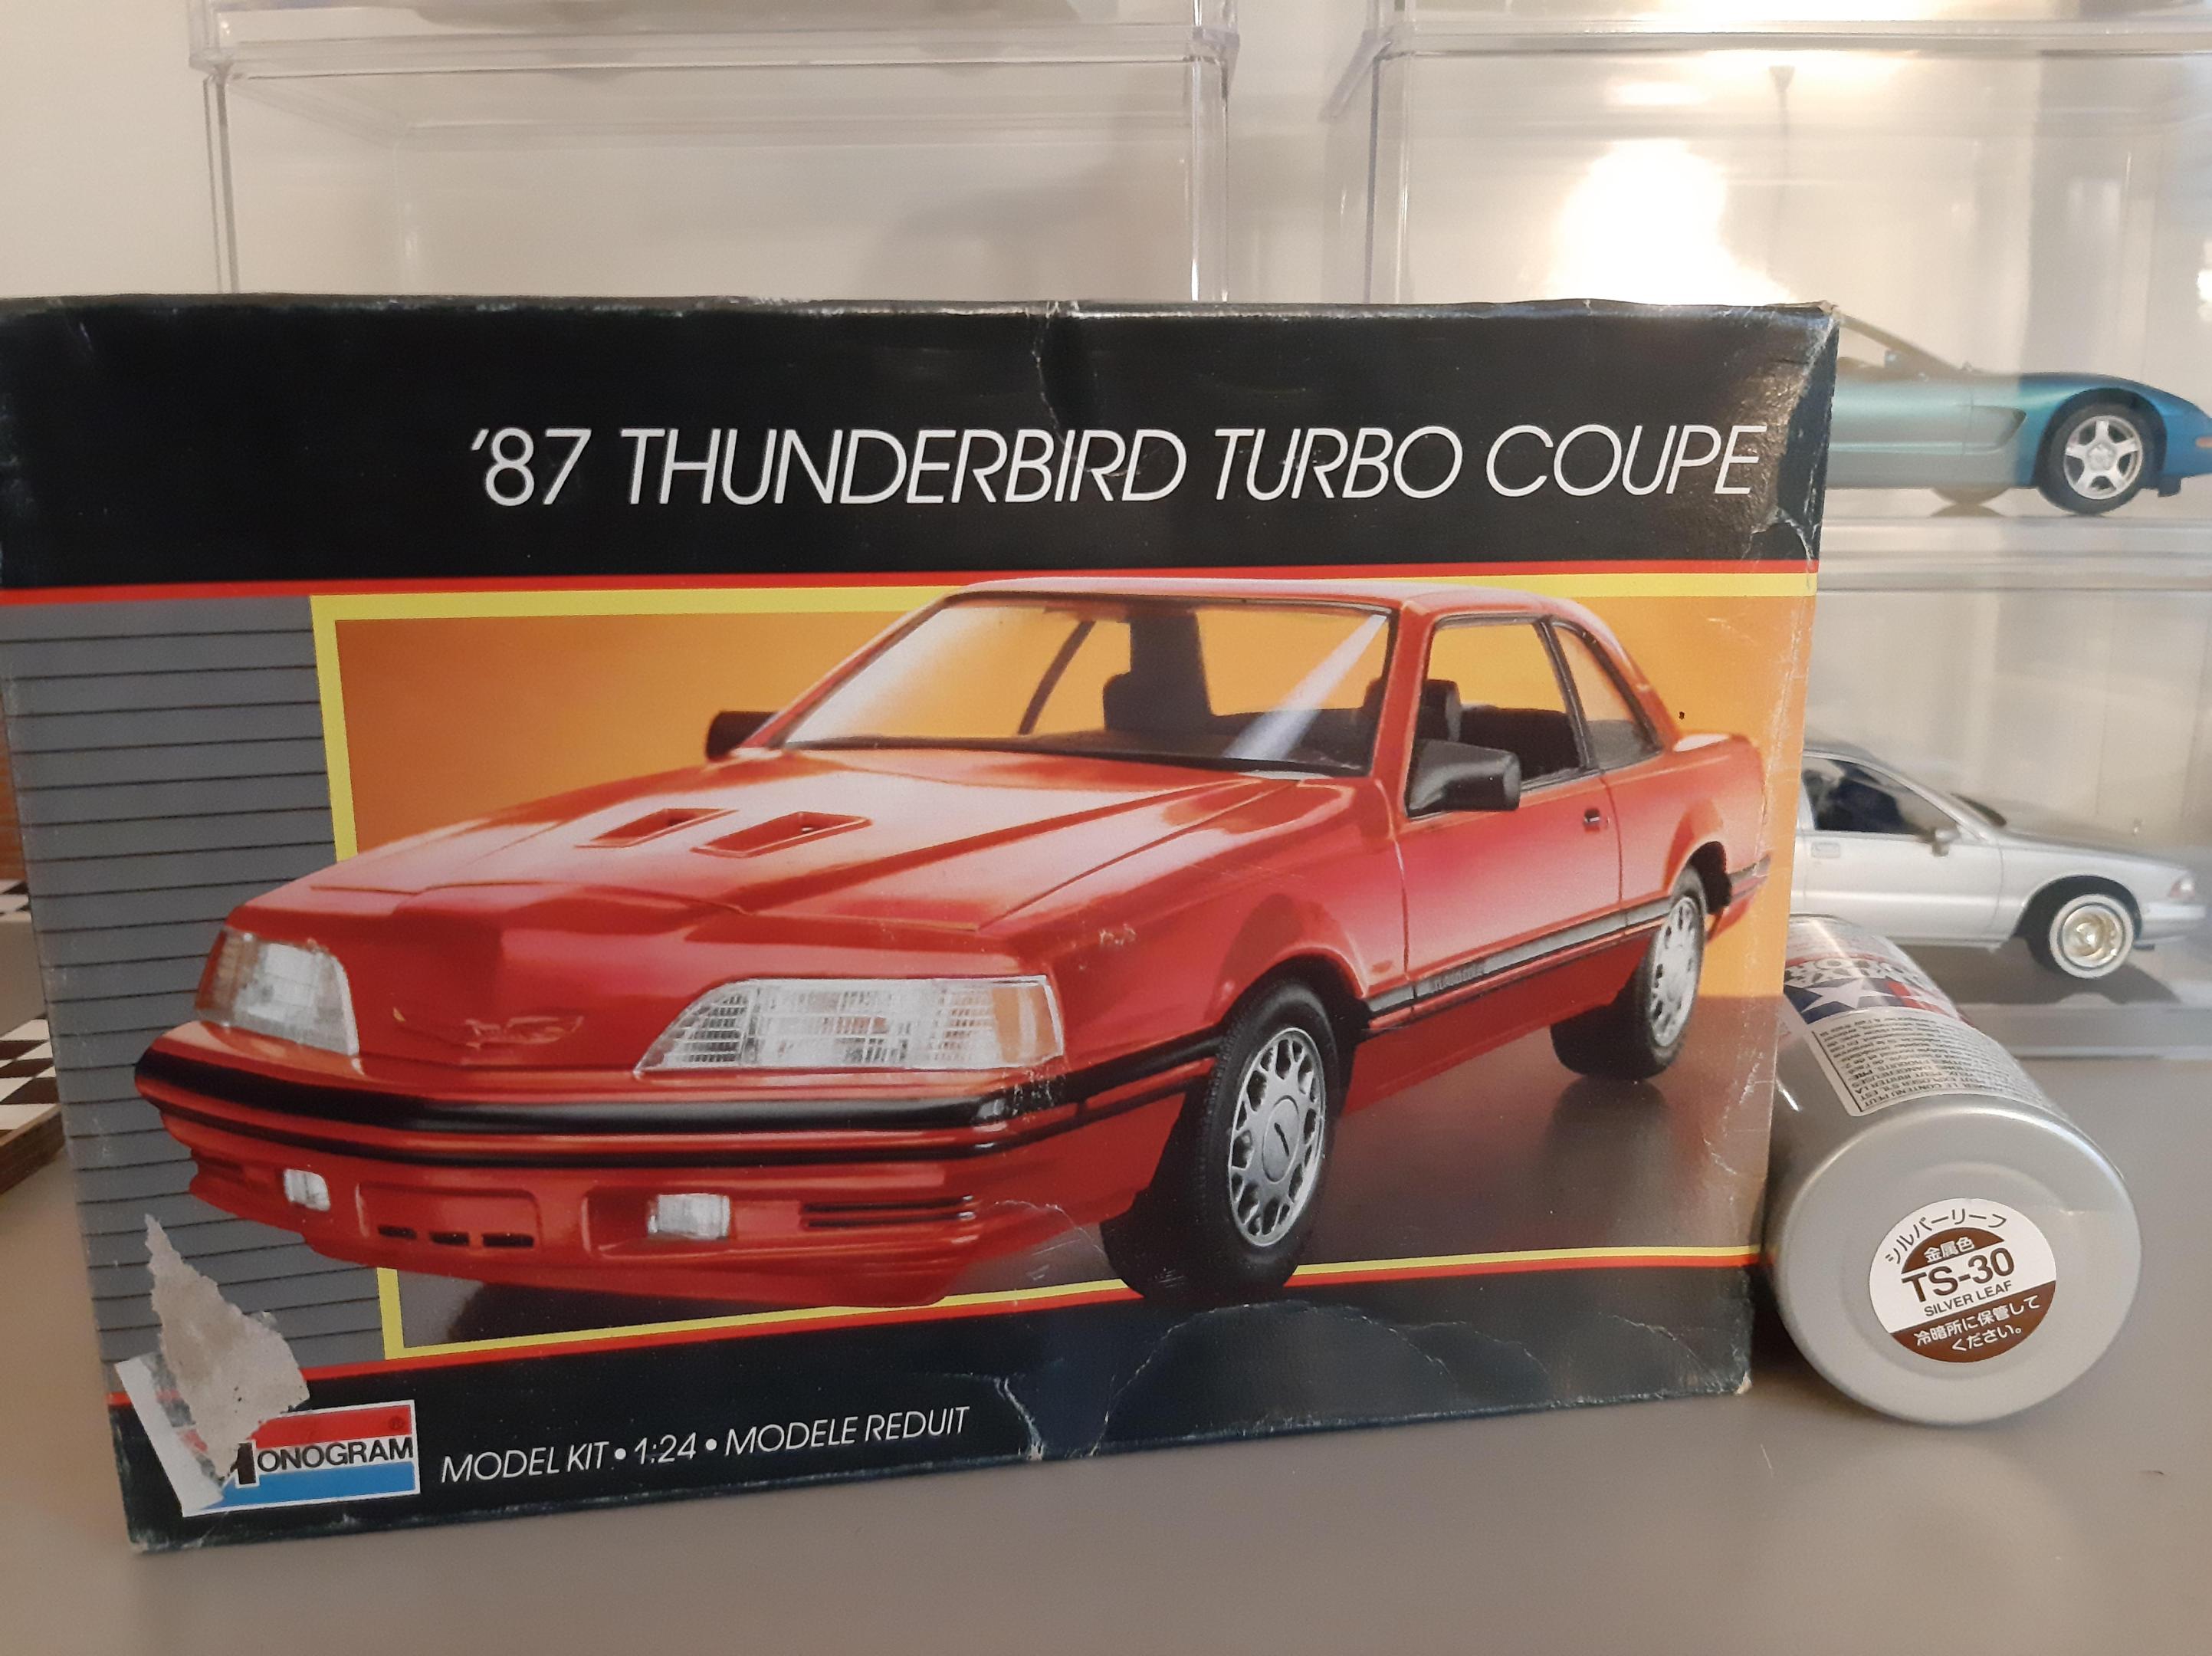 '87 THUNDERBIRD TURBO COUPE
MONOGRAM
®
MODEL KIT • 1:24 • MODELE REDUIT
シルバーリーフ
金属色
TS-30
SILVER LEAF
冷暗所に保管して
ください。